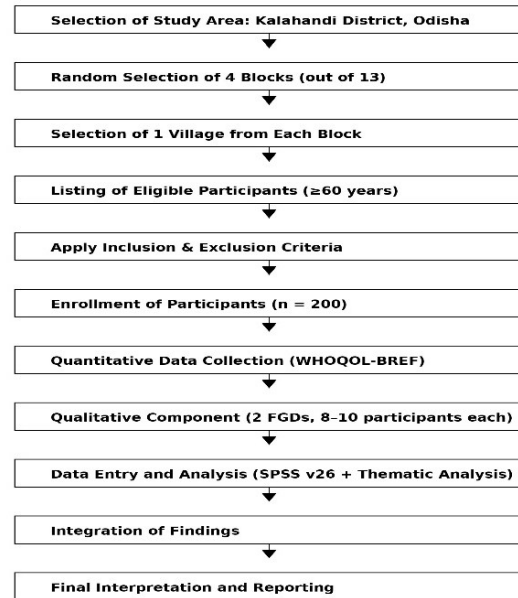 Selection of Study Area: Kalahandi District, Odisha
Random Selection of 4 Blocks (out of 13)
Selection of 1 Village from Each Block
Listing of Eligible Participants (≥60 years)
Apply Inclusion & Exclusion Criteria
Enrollment of Participants (n = 200)
Quantitative Data Collection (WHOQOL-BREF)
Qualitative Component (2 FGDs, 8–10 participants each)
Data Entry and Analysis (SPSS v26 + Thematic Analysis)
Integration of Findings
Final Interpretation and Reporting